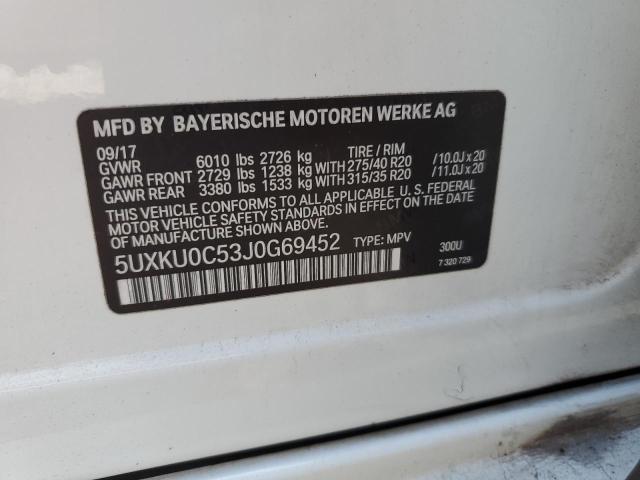 MFD BY BAYERISCHE MOTOREN WERKE AG
09/17 TIRE / RIM
GVWR 6010 lbs 2726 kg
GAWR FRONT 2729 lbs 1238 kg WITH 275/40 R20 /10.0J x 20
GAWR REAR 3380 lbs 1533 kg WITH 315/35 R20 /11.0J x 20
THIS VEHICLE CONFORMS TO ALL APPLICABLE U. S. FEDERAL
MOTOR VEHICLE SAFETY STANDARDS IN EFFECT ON THE
DATE OF MANUFACTURE SHOWN ABOVE.
5UXKU0C53J0G69452 TYPE: MPV 300U
7 320 729